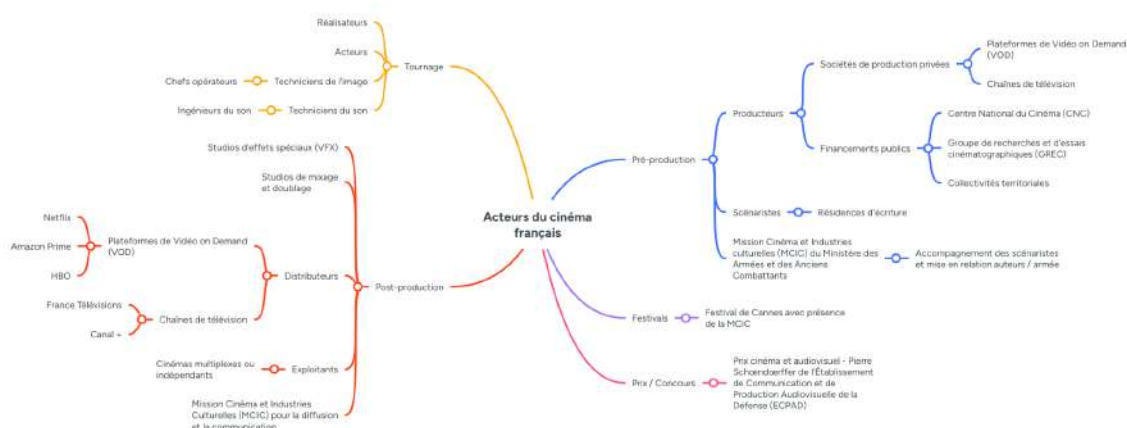 Acteurs du cinéma
français
Tournage
Réalisateurs
Acteurs
Techniciens de l'image
Chefs opérateurs
Techniciens du son
Ingénieurs du son
Pré-production
Producteurs
Sociétés de production privées
Plateformes de Vidéo on Demand
(VOD)
Chaînes de télévision
Financements publics
Centre National du Cinéma (CNC)
Groupe de recherches et d'essais
cinématographiques (GREC)
Collectivités territoriales
Scénaristes
Résidences d'écriture
Mission Cinéma et Industries
culturelles (MCIC) du Ministère des
Armées et des Anciens
Combattants
Accompagnement des scénaristes
et mise en relation auteurs / armée
Post-production
Studios d'effets spéciaux (VFX)
Studios de mixage
et doublage
Distributeurs
Plateformes de Vidéo on Demand
(VOD)
Netflix
Amazon Prime
HBO
Chaînes de télévision
France Télévisions
Canal +
Exploitants
Cinémas multiplexes ou
indépendants
Mission Cinéma et Industries
Culturelles (MCIC) pour la diffusion
et la communication
Festivals
Festival de Cannes avec présence
de la MCIC
Prix / Concours
Prix cinéma et audiovisuel - Pierre
Schœndœrffer de l'Établissement
de Communication et de
Production Audiovisuelle de la
Défense (ECPAD)